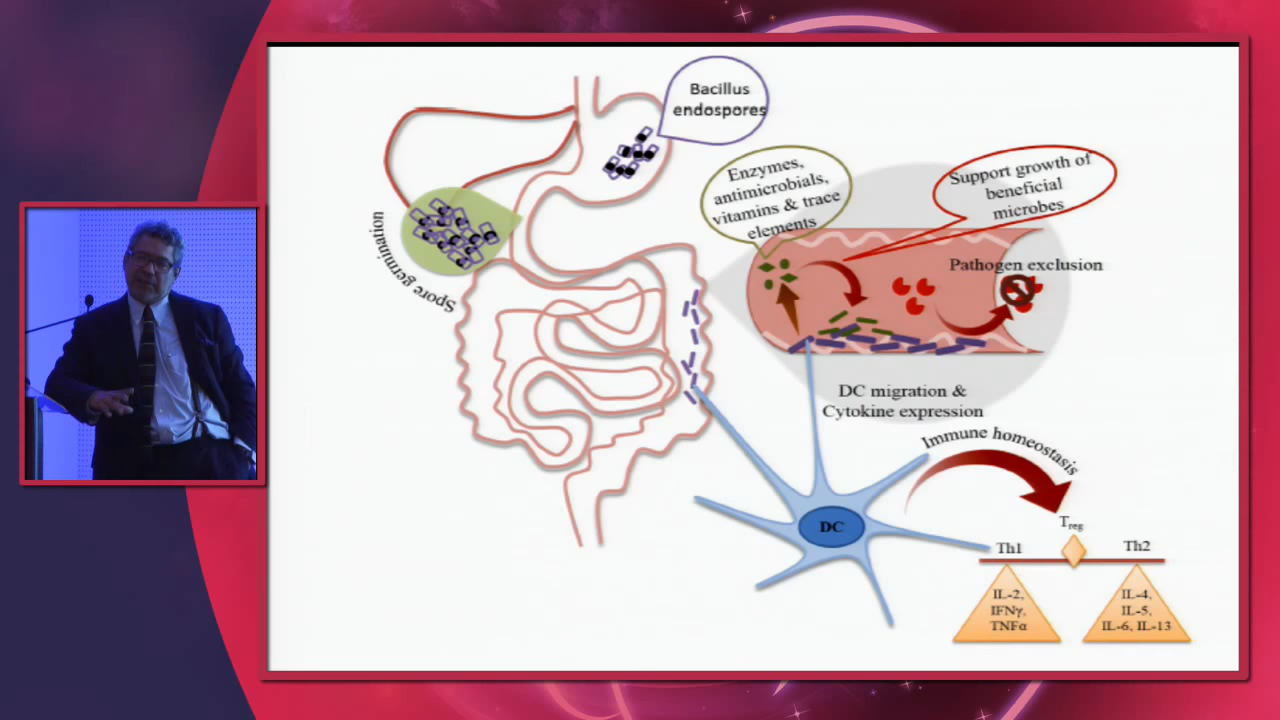 Bacillus
endospores
Enzymes,
antimicrobials,
vitamins & trace
elements
Support growth of
beneficial
microbes
Pathogen exclusion
Spore germination
DC migration &
Cytokine expression
Immune homeostasis
DC
Treg
Th1
Th2
IL-2,
IFNγ,
TNFα
IL-4,
IL-5,
IL-6, IL-13